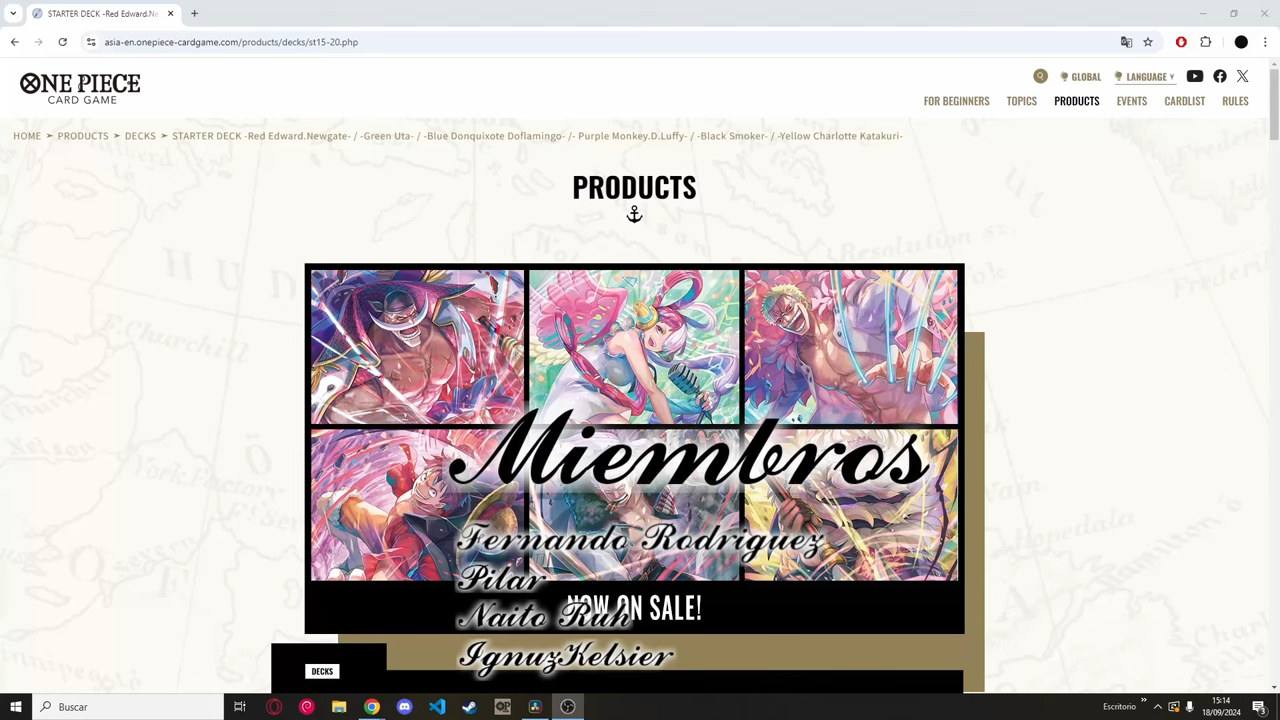 STARTER DECK -Red Edward.Ne
asia-en.onepiece-cardgame.com/products/decks/st15-20.php
ONE PIECE
CARD GAME
GLOBAL
LANGUAGE ∨
FOR BEGINNERS TOPICS PRODUCTS EVENTS CARDLIST RULES
HOME ➤ PRODUCTS ➤ DECKS ➤ STARTER DECK -Red Edward.Newgate- / -Green Uta- / -Blue Donquixote Doflamingo- /- Purple Monkey.D.Luffy- / -Black Smoker- / -Yellow Charlotte Katakuri-
PRODUCTS
Miembros
Fernando Rodriguez
Pilar
NOW ON SALE!
Naito Ruh
IgnuzKelsier
DECKS
Buscar
Escritorio
15:14
18/09/2024